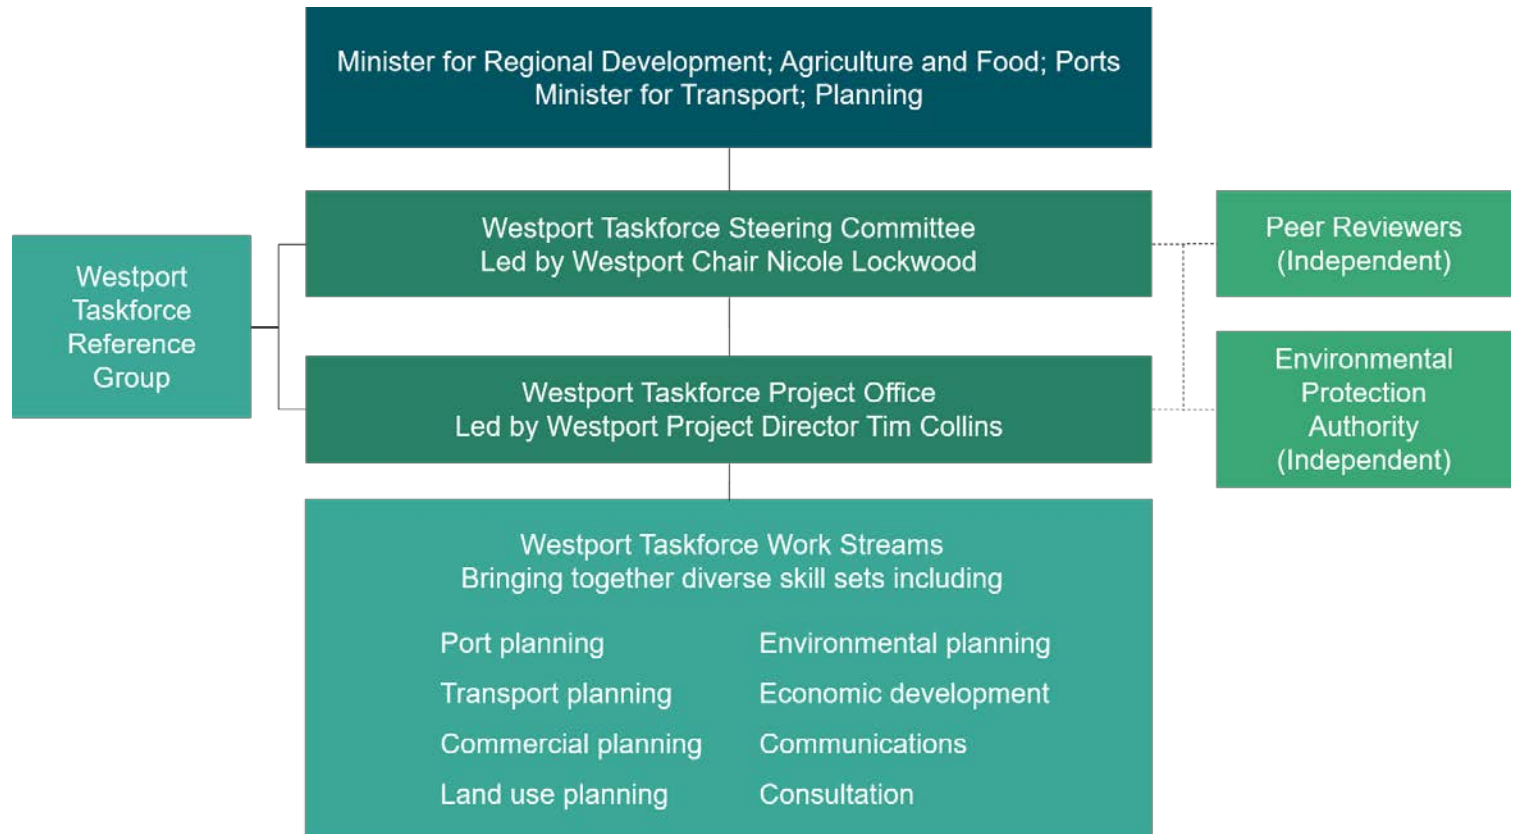 Minister for Regional Development; Agriculture and Food; Ports
Minister for Transport; Planning
Westport Taskforce Steering Committee
Led by Westport Chair Nicole Lockwood
Peer Reviewers
(Independent)
Westport
Taskforce
Reference
Group
Westport Taskforce Project Office
Led by Westport Project Director Tim Collins
Environmental
Protection
Authority
(Independent)
Westport Taskforce Work Streams
Bringing together diverse skill sets including
Port planning
Transport planning
Commercial planning
Land use planning
Environmental planning
Economic development
Communications
Consultation